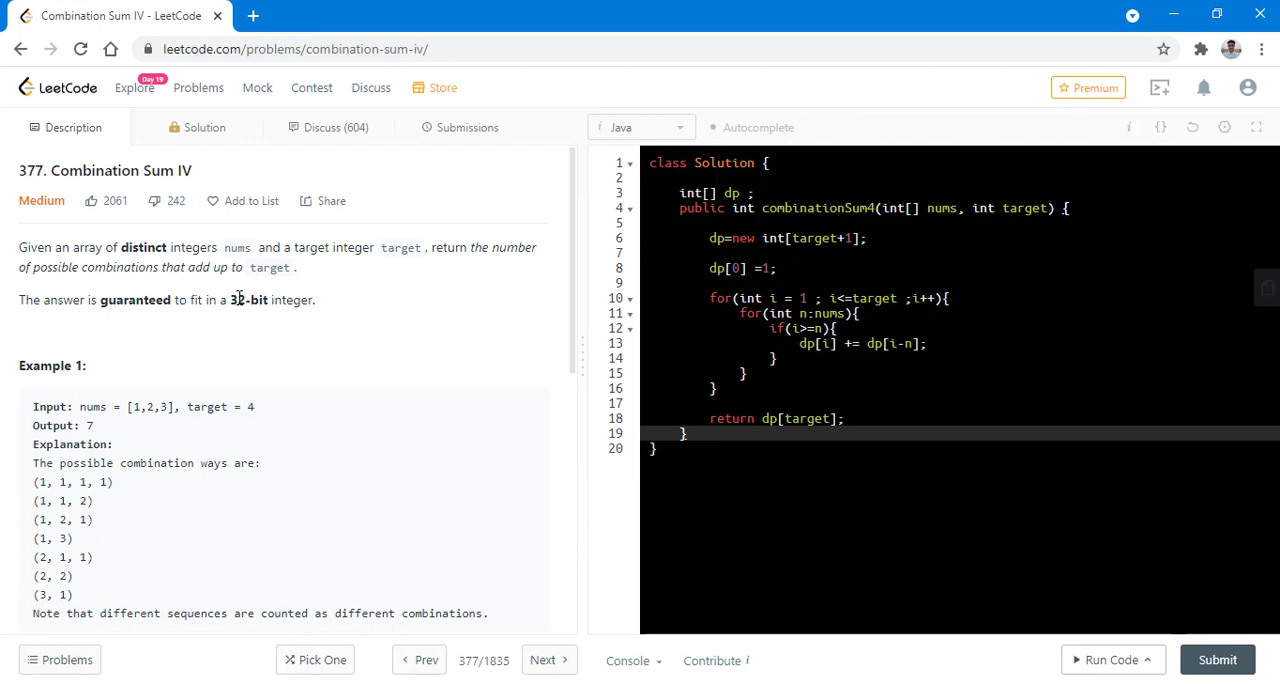 Combination Sum IV - LeetCode
leetcode.com/problems/combination-sum-iv/
LeetCode Explore Day 19 Problems Mock Contest Discuss Store Premium
Description Solution Discuss (604) Submissions
i Java Autocomplete
377. Combination Sum IV
Medium 2061 242 Add to List Share
Given an array of distinct integers nums and a target integer target, return the number
of possible combinations that add up to target.
The answer is guaranteed to fit in a 32-bit integer.
Example 1:
Input: nums = [1,2,3], target = 4
Output: 7
Explanation:
The possible combination ways are:
(1, 1, 1, 1)
(1, 1, 2)
(1, 2, 1)
(1, 3)
(2, 1, 1)
(2, 2)
(3, 1)
Note that different sequences are counted as different combinations.
1 class Solution {
2
3 int[] dp ;
4 public int combinationSum4(int[] nums, int target) {
5
6 dp=new int[target+1];
7
8 dp[0] =1;
9
10 for(int i = 1 ; i<=target ;i++){
11 for(int n:nums){
12 if(i>=n){
13 dp[i] += dp[i-n];
14 }
15 }
16 }
17
18 return dp[target];
19 }
20 }
Problems Pick One Prev 377/1835 Next Console Contribute i Run Code Submit